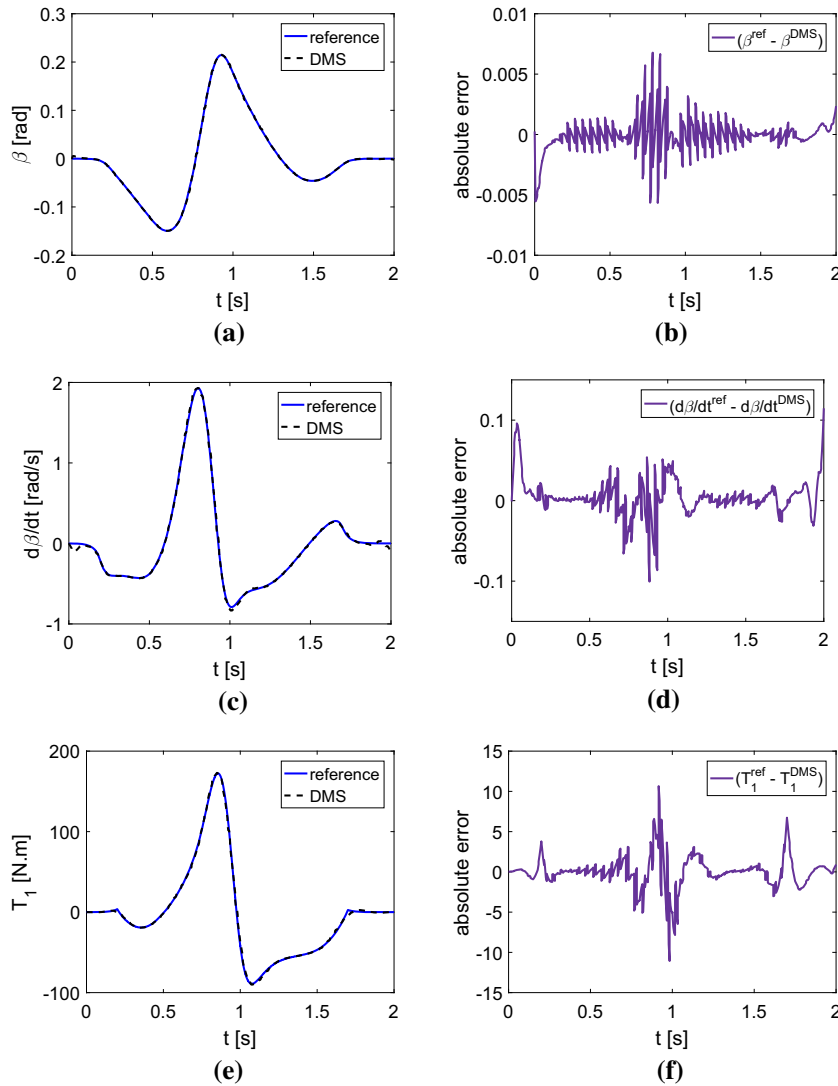 0.3
0.2
0.1
0
-0.1
-0.2
0
0.5
1
1.5
2
β [rad]
t [s]
reference
DMS
(a)
0.01
0.005
0
-0.005
-0.01
0
0.5
1
1.5
2
absolute error
t [s]
(β^ref - β^DMS)
(b)
2
1
0
-1
0
0.5
1
1.5
2
dβ/dt [rad/s]
t [s]
reference
DMS
(c)
0.1
0
-0.1
0
0.5
1
1.5
2
absolute error
t [s]
(dβ/dt^ref - dβ/dt^DMS)
(d)
200
100
0
-100
0
0.5
1
1.5
2
T_1 [N.m]
t [s]
reference
DMS
(e)
15
10
5
0
-5
-10
-15
0
0.5
1
1.5
2
absolute error
t [s]
(T_1^ref - T_1^DMS)
(f)